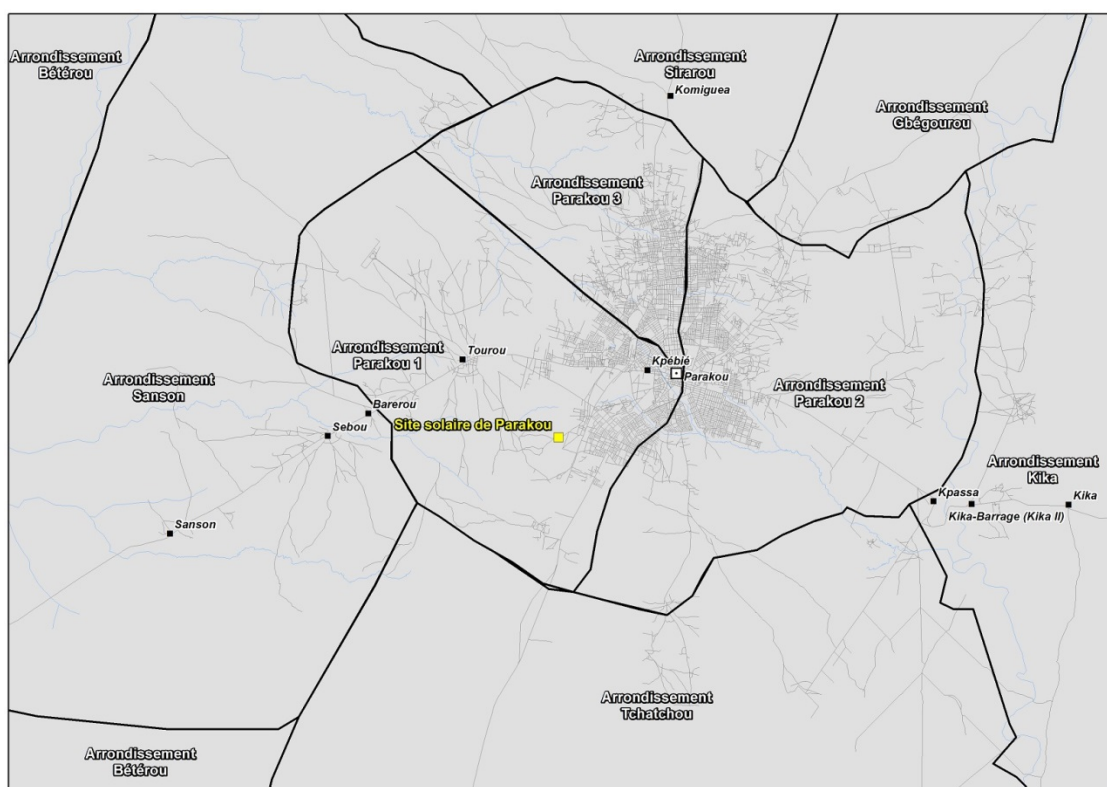 Arrondissement
Bétérou
Arrondissement
Sirarou
Komiguea
Arrondissement
Gbégourou
Arrondissement
Parakou 3
Arrondissement
Parakou 1
Tourou
Kpébié
Parakou
Arrondissement
Sanson
Arrondissement
Parakou 2
Barerou
Site solaire de Parakou
Sebou
Arrondissement
Kika
Kpassa
Kika
Kika-Barrage (Kika II)
Sanson
Arrondissement
Tchatchou
Arrondissement
Bétérou